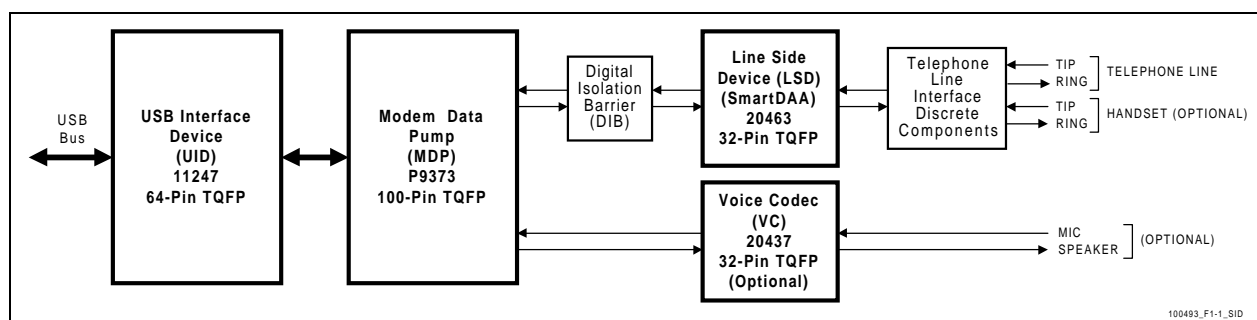 USB
Bus
USB Interface
Device
(UID)
11247
64-Pin TQFP
Modem Data
Pump
(MDP)
P9373
100-Pin TQFP
Digital
Isolation
Barrier
(DIB)
Line Side
Device (LSD)
(SmartDAA)
20463
32-Pin TQFP
Telephone
Line
Interface
Discrete
Components
TIP
RING
TELEPHONE LINE
TIP
RING
HANDSET (OPTIONAL)
Voice Codec
(VC)
20437
32-Pin TQFP
(Optional)
MIC
SPEAKER
(OPTIONAL)
100493_F1-1_SID